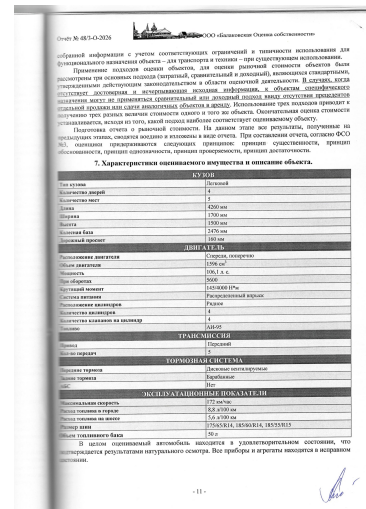 Отчёт № 48/3-О-2026
ООО «Балаковская Оценка собственности»
собранной информации с учетом соответствующих ограничений и типичности использования для
функционального назначения объекта – для транспорта и техники – при существующем использовании.
Применение подходов оценки объектов, для оценки рыночной стоимости объектов были
рассмотрены три основных подхода (затратный, сравнительный и доходный), являющихся стандартными,
утвержденными действующим законодательством в области оценочной деятельности. В случаях, когда
отсутствует достоверная и исчерпывающая исходная информация, к объектам специфического
назначения могут не применяться сравнительный или доходный подход ввиду отсутствия прецедентов
отдельной продажи или сдачи аналогичных объектов в аренду. Использование трех подходов приводит к
получению трех разных величин стоимости одного и того же объекта. Окончательная оценка стоимости
устанавливается, исходя из того, какой подход наиболее соответствует оцениваемому объекту.
Подготовка отчета о рыночной стоимости. На данном этапе все результаты, полученные на
предыдущих этапах, сводятся воедино и изложены в виде отчета. При составлении отчета, согласно ФСО
№3, оценщики придерживаются следующих принципов: принцип существенности, принцип
обоснованности, принцип однозначности, принцип проверяемости, принцип достаточности.
7. Характеристики оцениваемого имущества и описание объекта.
КУЗОВ
Тип кузова Легковой
Количество дверей 4
Количество мест 5
Длина 4260 мм
Ширина 1700 мм
Высота 1500 мм
Колесная база 2476 мм
Дорожный просвет 160 мм
ДВИГАТЕЛЬ
Расположение двигателя Спереди, поперечно
Объем двигателя 1596 см³
Мощность 106,1 л. с.
При оборотах 5600
Крутящий момент 145/4000 Н*м
Система питания Распределенный впрыск
Расположение цилиндров Рядное
Количество цилиндров 4
Количество клапанов на цилиндр 4
Топливо АИ-95
ТРАНСМИССИЯ
Привод Передний
Кол-во передач 5
ТОРМОЗНАЯ СИСТЕМА
Передние тормоза Дисковые вентилируемые
Задние тормоза Барабанные
АБС Нет
ЭКСПЛУАТАЦИОННЫЕ ПОКАЗАТЕЛИ
Максимальная скорость 172 км/час
Расход топлива в городе 8,8 л/100 км
Расход топлива на шоссе 5,6 л/100 км
Размер шин 175/65/R14, 185/60/R14, 185/55/R15
Объем топливного бака 50 л
В целом оцениваемый автомобиль находится в удовлетворительном состоянии, что
подтверждается результатами натурального осмотра. Все приборы и агрегаты находятся в исправном
состоянии.
- 11 -